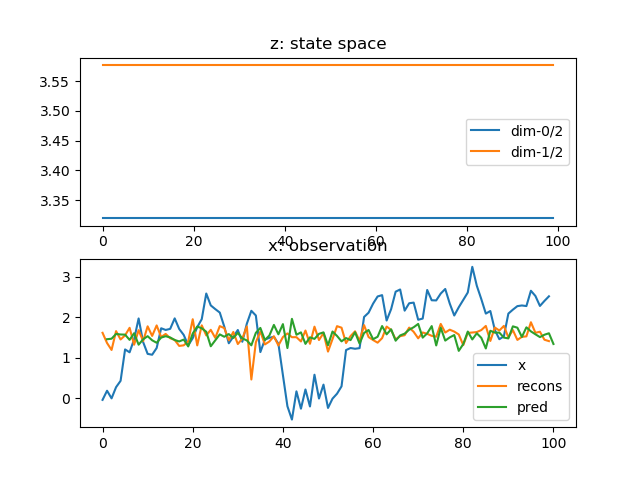 z: state space
3.55
3.50
3.45
3.40
3.35
dim-0/2
dim-1/2
0 20 40 60 80 100
x: observation
3
2
1
0
x
recons
pred
0 20 40 60 80 100